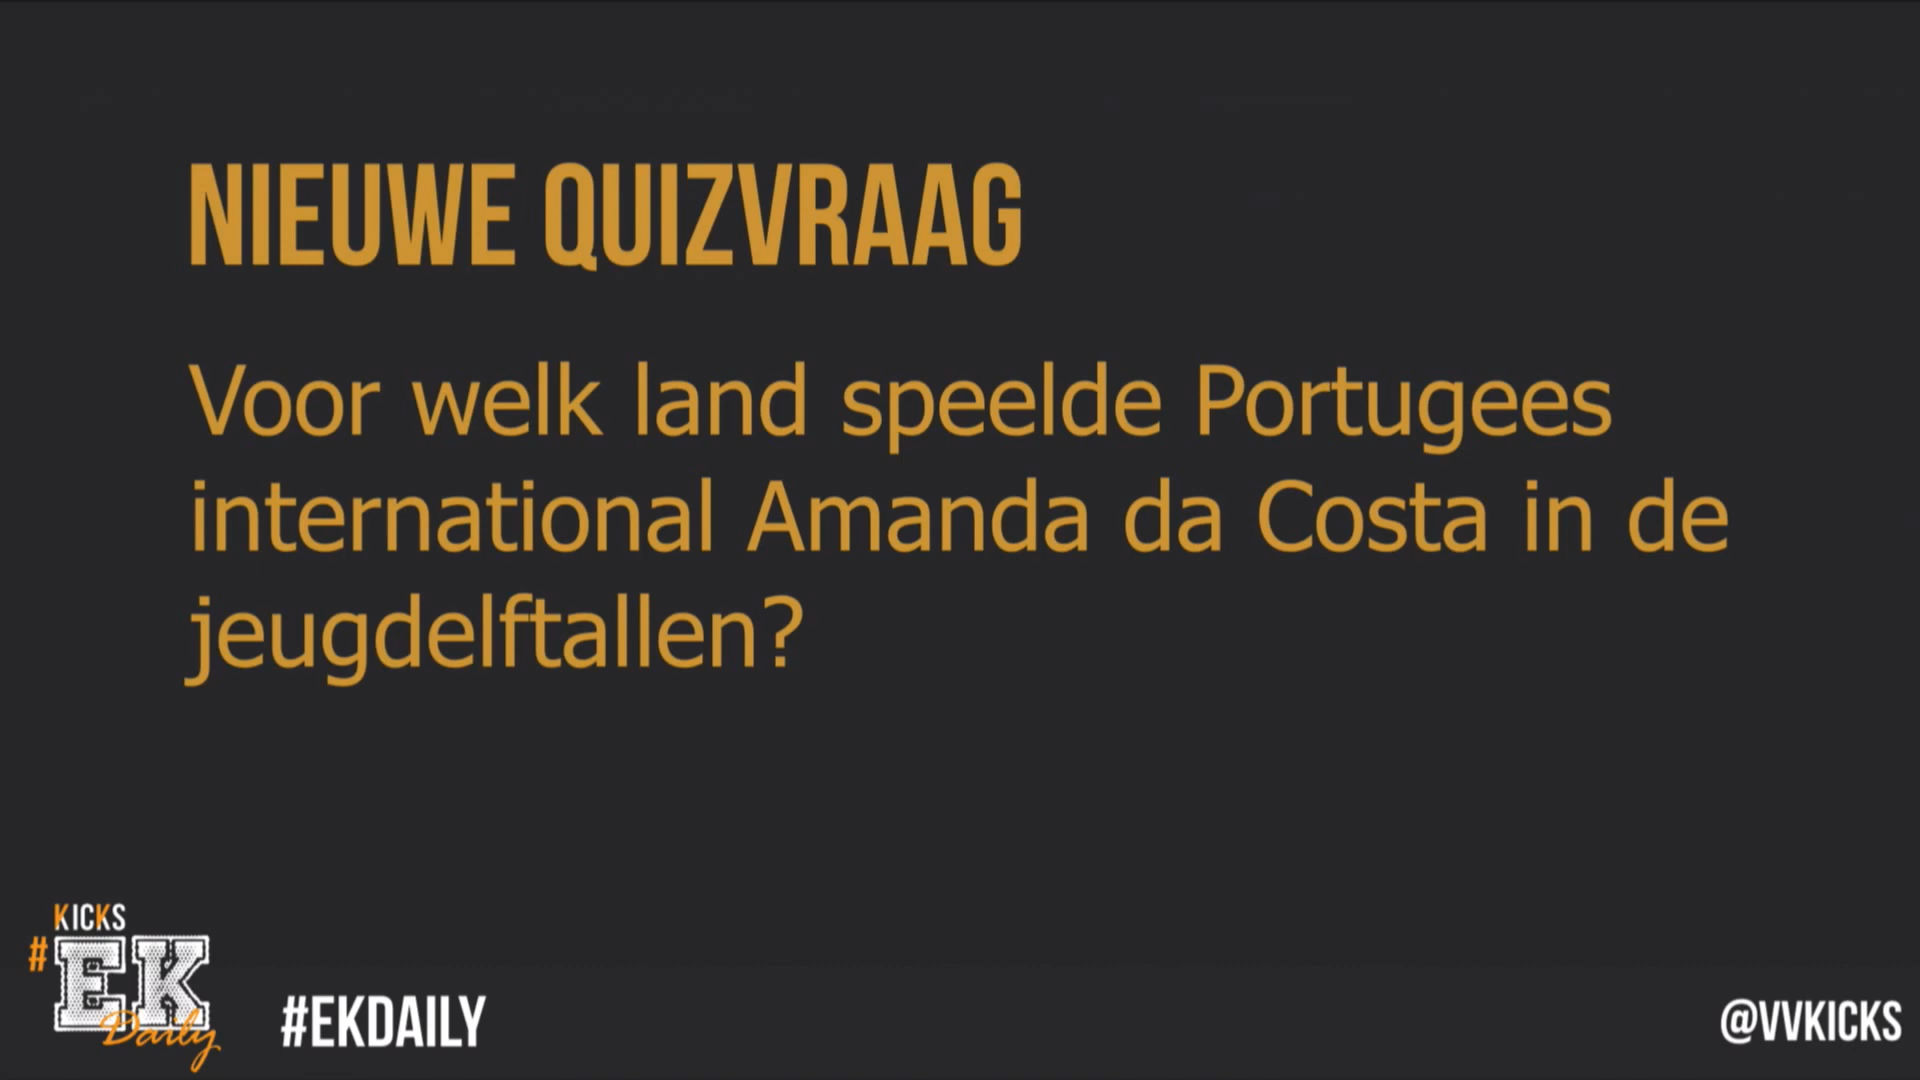 NIEUWE QUIZVRAAG
Voor welk land speelde Portugees
international Amanda da Costa in de
jeugdelftallen?
KICKS
#EK
Daily
#EKDAILY
@VVKICKS